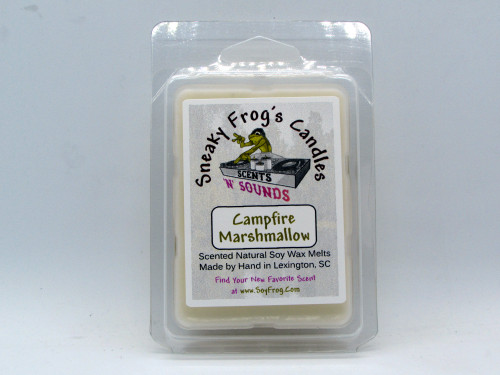 Sneaky Frog's Candles
SCENTS
'N' SOUNDS
Campfire
Marshmallow
Scented Natural Soy Wax Melts
Made by Hand in Lexington, SC
Find Your New Favorite Scent
at www.SoyFrog.Com